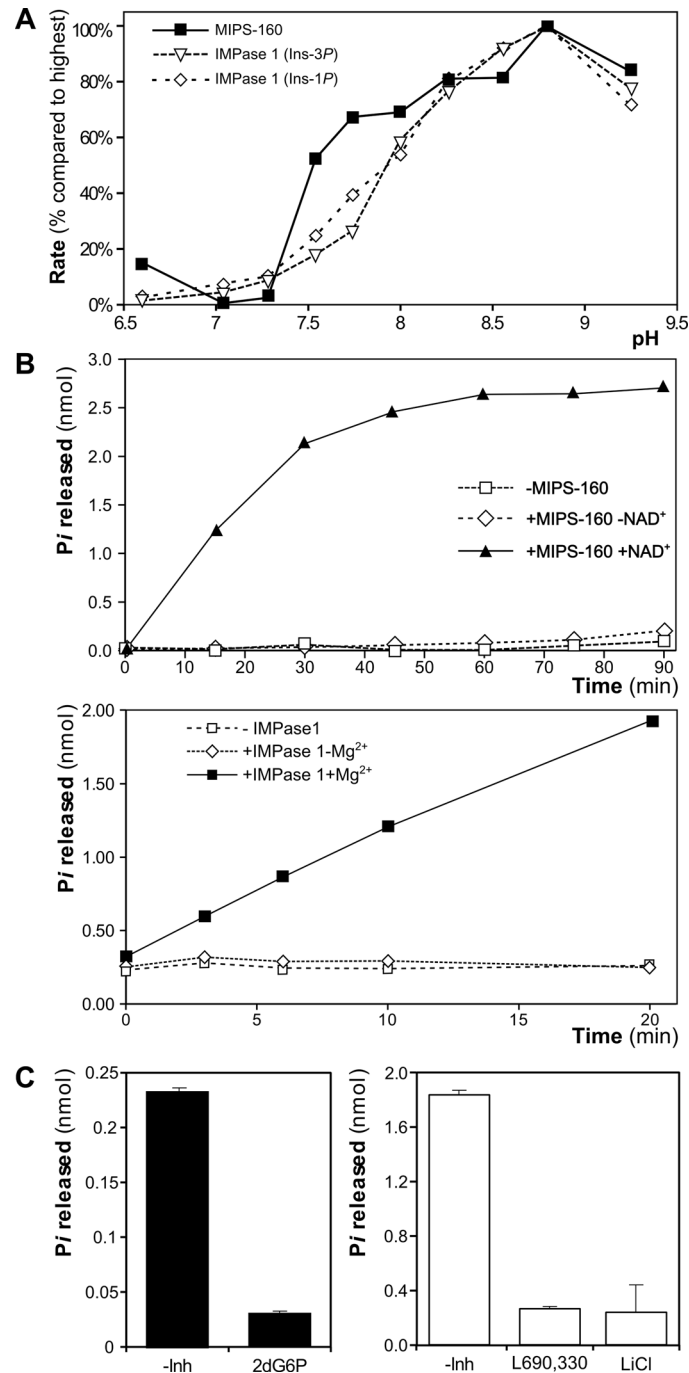 A
Rate (% compared to highest)
100%
80%
60%
40%
20%
0%
MIPS-160
IMPase 1 (Ins-3P)
IMPase 1 (Ins-1P)
6.5 7 7.5 8 8.5 9 9.5
pH
B
Pi released (nmol)
3.0
2.5
2.0
1.5
1.0
0.5
0.0
-MIPS-160
+MIPS-160 -NAD⁺
+MIPS-160 +NAD⁺
0 10 20 30 40 50 60 70 80 90
Time (min)
Pi released (nmol)
2.00
1.50
1.00
0.50
0.00
- IMPase1
+IMPase 1-Mg²⁺
+IMPase 1+Mg²⁺
0 5 10 15 20
Time (min)
C
Pi released (nmol)
0.25
0.2
0.15
0.1
0.05
0
-Inh 2dG6P
Pi released (nmol)
2.0
1.6
1.2
0.8
0.4
0.0
-Inh L690,330 LiCl